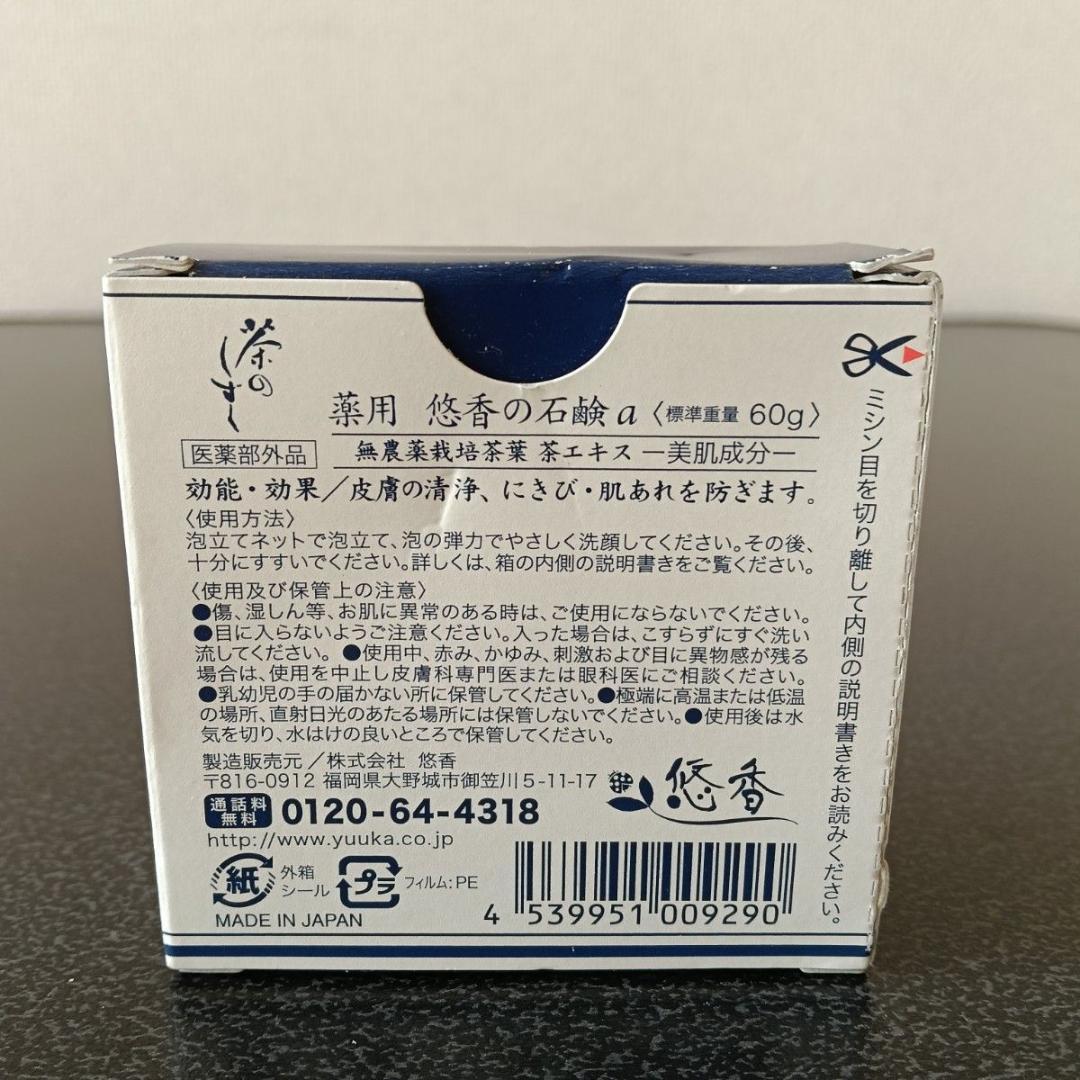 茶の
しずく
薬用 悠香の石鹸a〈標準重量 60g〉
医薬部外品
無農薬栽培茶葉 茶エキス ー美肌成分ー
効能・効果／皮膚の清浄、にきび・肌あれを防ぎます。
〈使用方法〉
泡立てネットで泡立て、泡の弾力でやさしく洗顔してください。その後、
十分にすすいでください。詳しくは、箱の内側の説明書きをご覧ください。
〈使用及び保管上の注意〉
●傷、湿しん等、お肌に異常のある時は、ご使用にならないでください。
●目に入らないようご注意ください。入った場合は、こすらずにすぐ洗い
流してください。 ●使用中、赤み、かゆみ、刺激および目に異物感が残る
場合は、使用を中止し皮膚科専門医または眼科医にご相談ください。
●乳幼児の手の届かない所に保管してください。●極端に高温または低温
の場所、直射日光のあたる場所には保管しないでください。●使用後は水
気を切り、水はけの良いところで保管してください。
製造販売元／株式会社 悠香
〒816-0912 福岡県大野城市御笠川5-11-17
悠香
通話料
無料
0120-64-4318
http://www.yuuka.co.jp
紙
外箱
シール
プラ
フィルム:PE
MADE IN JAPAN
4 539951 009290
ミシン目を切り離して内側の説明書きをお読みください。